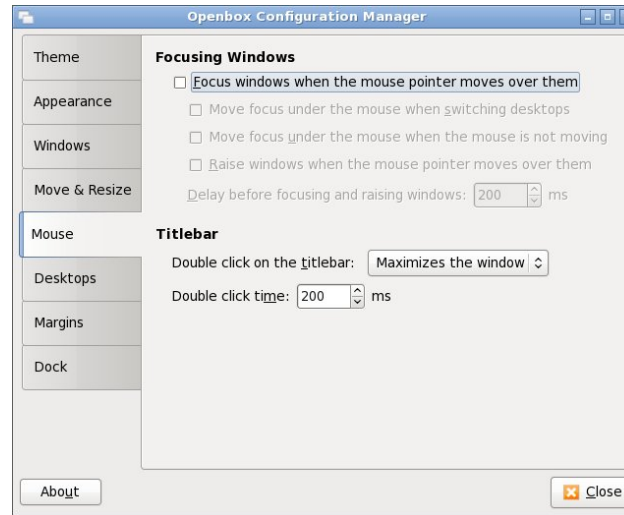 Openbox Configuration Manager
Theme
Appearance
Windows
Move & Resize
Mouse
Desktops
Margins
Dock
Focusing Windows
Focus windows when the mouse pointer moves over them
Move focus under the mouse when switching desktops
Move focus under the mouse when the mouse is not moving
Raise windows when the mouse pointer moves over them
Delay before focusing and raising windows: 200 ms
Titlebar
Double click on the titlebar: Maximizes the window
Double click time: 200 ms
About
Close